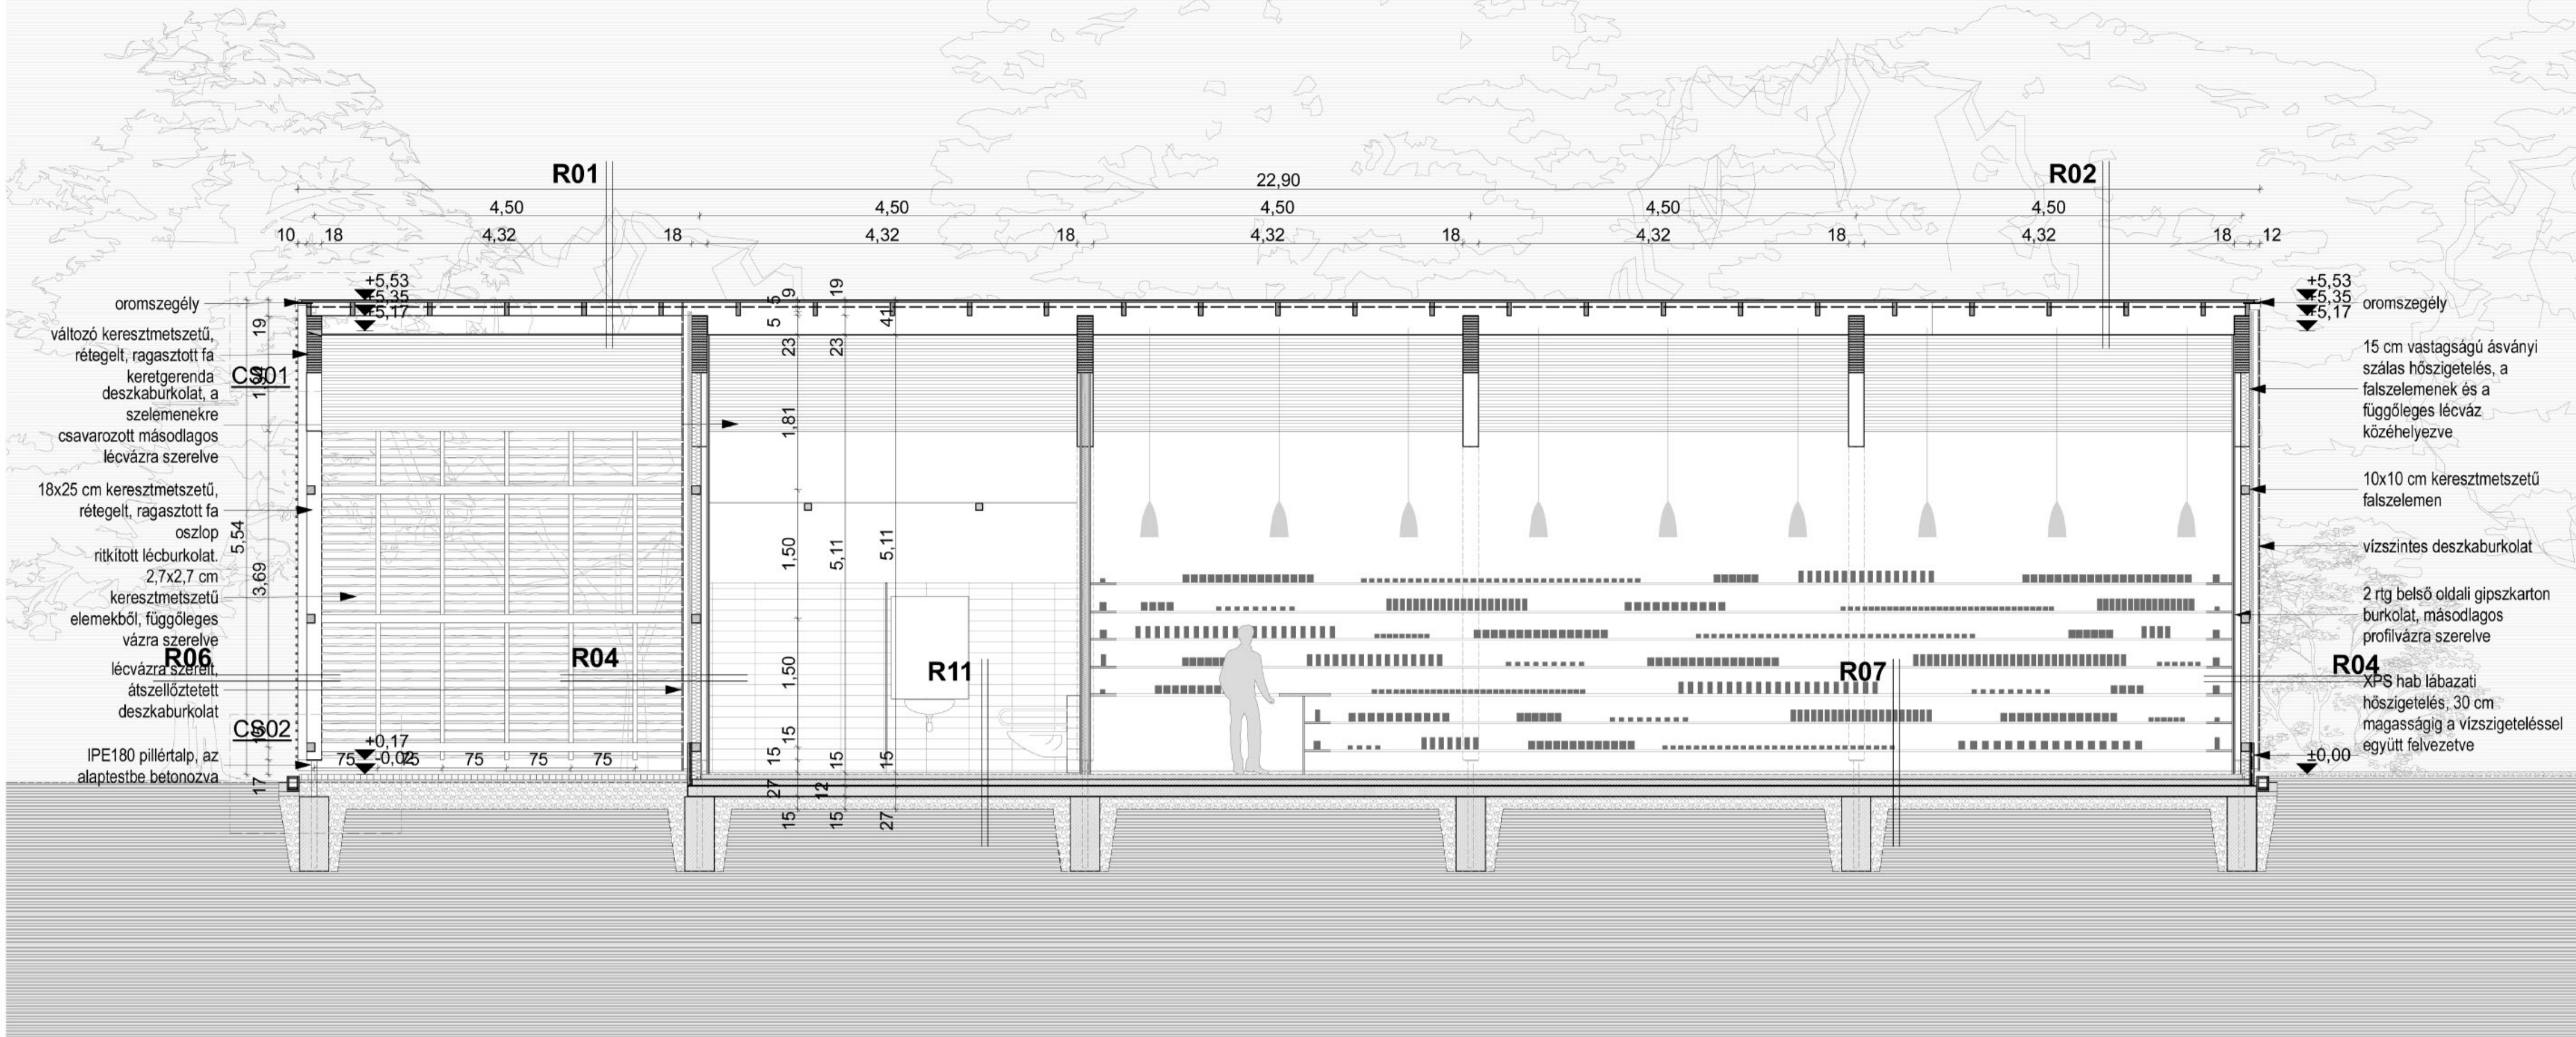 R01
R02
22,90
4,50 4,50 4,50 4,50 4,50
10 18 4,32 18 4,32 18 4,32 18 4,32 18 4,32 18 12
+5,53
+5,35
+5,17
+5,53
+5,35
+5,17
oromszegély
változó keresztmetszetű,
rétegelt, ragasztott fa
keretgerenda
CS01
deszkaburkolat, a
szelemenekre
csavarozott másodlagos
lécvázra szerelve
18x25 cm keresztmetszetű,
rétegelt, ragasztott fa
oszlop
ritkított lécburkolat.
2,7x2,7 cm
keresztmetszetű
elemekből, függőleges
vázra szerelve
R06
lécvázra szerelt,
átszellőztetett
deszkaburkolat
CS02
IPE180 pillértalp, az
alaptestbe betonozva
19
5,54
3,69
17
+0,17
-0,02
75 75 75 75 75
R04
5 9
5
23
1,81
1,50
1,50
15
15
27
15
19
23
5,11
15
12
15
41
5,11
15
27
R11
R07
oromszegély
15 cm vastagságú ásványi
szálas hőszigetelés, a
falszelemenek és a
függőleges lécváz
közéhelyezve
10x10 cm keresztmetszetű
falszelemen
vízszintes deszkaburkolat
2 rtg belső oldali gipszkarton
burkolat, másodlagos
profilvázra szerelve
R04
XPS hab lábazati
hőszigetelés, 30 cm
magasságig a vízszigeteléssel
együtt felvezetve
±0,00